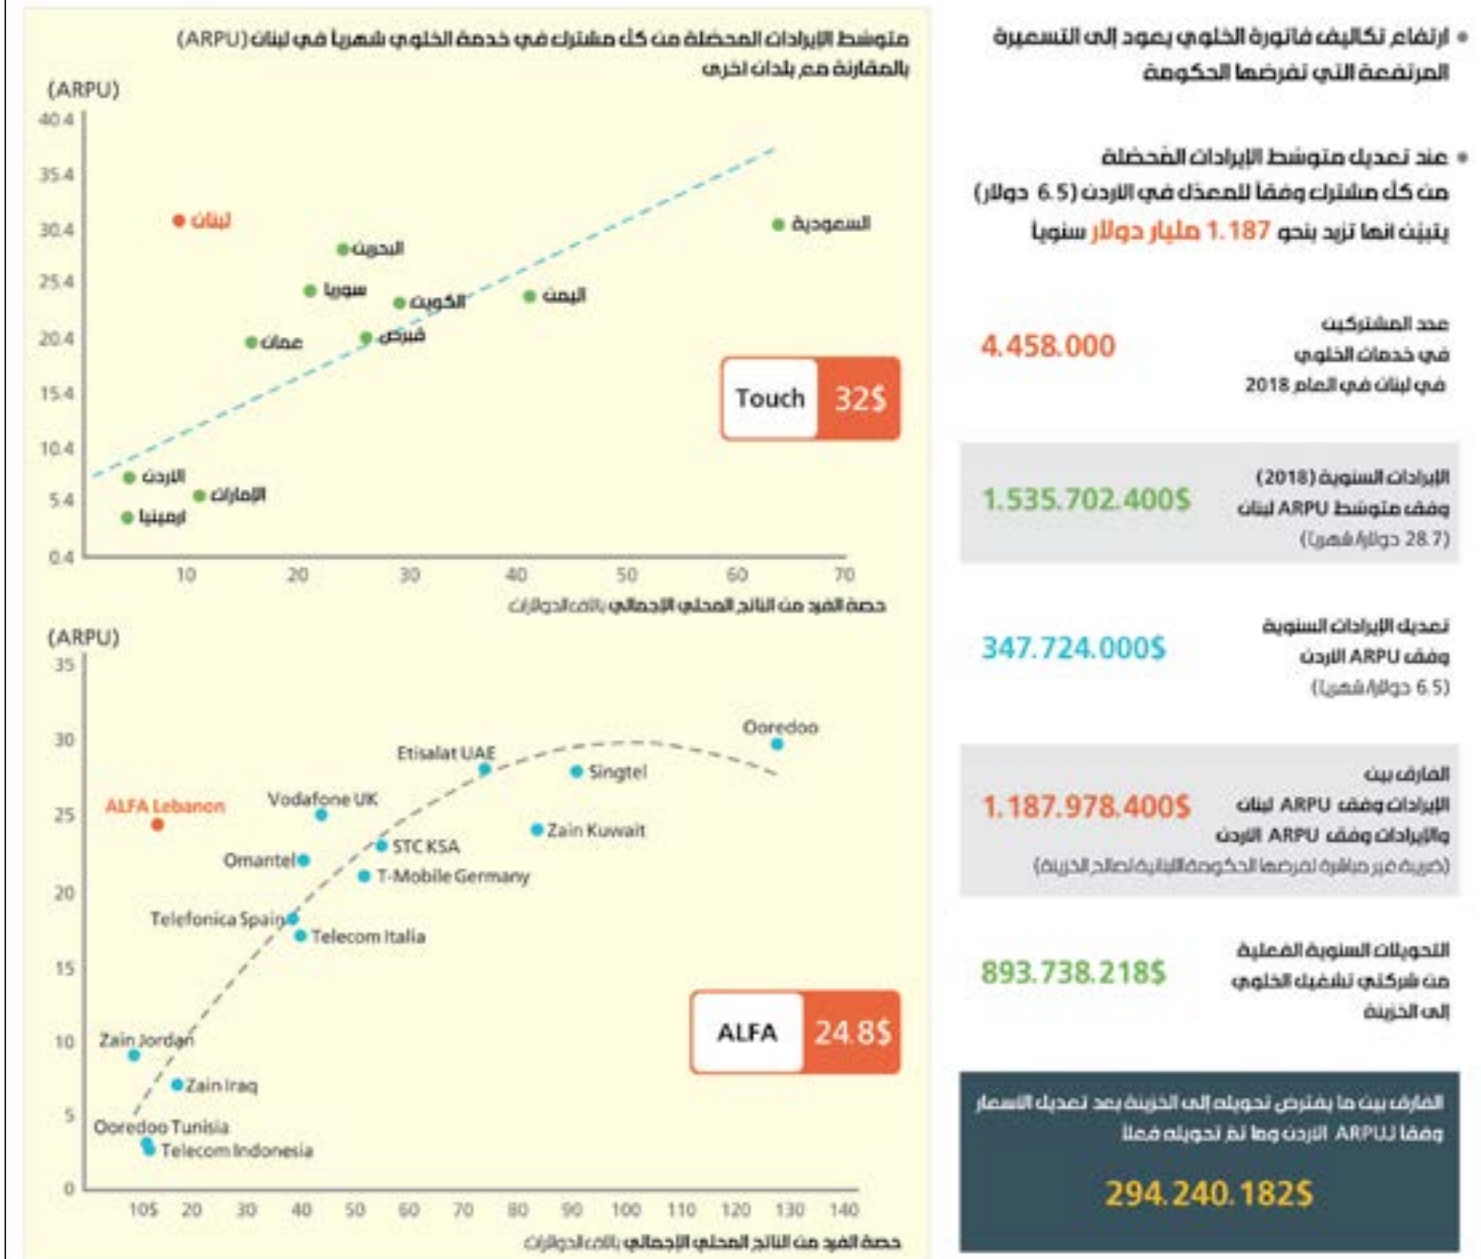 • ارتفاع تكاليف فاتورة الخلوي يعود إلى التسعيرة
المرتفعة التي تفرضها الحكومة
• عند تعديل متوسّط الإيرادات المُحصّلة
من كلّ مشترك وفقاً للمعدّل في الاردن (6.5 دولار)
يتبيّن انها تزيد بنحو 1.187 مليار دولار سنوياً
عدد المشتركين
في خدمات الخلوي
في لبنان في العام 2018
4.458.000
الإيرادات السنوية (2018)
وفق متوسّط ARPU لبنان
(28.7 دولار/شهرياً)
1.535.702.400$
تعديل الإيرادات السنوية
وفق ARPU الاردن
(6.5 دولار/شهرياً)
347.724.000$
الفارق بين
الإيرادات وفق ARPU لبنان
والإيرادات وفق ARPU الاردن
(ضريبة غير مباشرة تفرضها الحكومة اللبنانية لصالح الخزينة)
1.187.978.400$
التحويلات السنوية الفعلية
من شركتي تشغيل الخلوي
إلى الخزينة
893.738.218$
الفارق بين ما يفترض تحويله إلى الخزينة بعد تعديل الاسعار
وفقاً لـARPU الاردن وما تمّ تحويله فعلاً
294.240.182$
متوسّط الإيرادات المحصّلة من كلّ مشترك في خدمة الخلوي شهرياً في لبنان (ARPU)
بالمقارنة مع بلدان اخرى
(ARPU)
40.4
35.4
30.4
25.4
20.4
15.4
10.4
5.4
0.4
لبنان
السعودية
البحرين
سوريا
الكويت
اليمن
قبرص
عمان
الاردن
الإمارات
ارمينيا
Touch 32$
10 20 30 40 50 60 70
حصة الفرد من الناتج المحلي الإجمالي بآلاف الدولارات
(ARPU)
35
30
25
20
15
10
5
0
Ooredoo
Etisalat UAE
Singtel
ALFA Lebanon
Vodafone UK
Zain Kuwait
STC KSA
Omantel
T-Mobile Germany
Telefonica Spain
Telecom Italia
Zain Jordan
Zain Iraq
Ooredoo Tunisia
Telecom Indonesia
ALFA 24.8$
10$ 20 30 40 50 60 70 80 90 100 110 120 130 140
حصة الفرد من الناتج المحلي الإجمالي بآلاف الدولارات